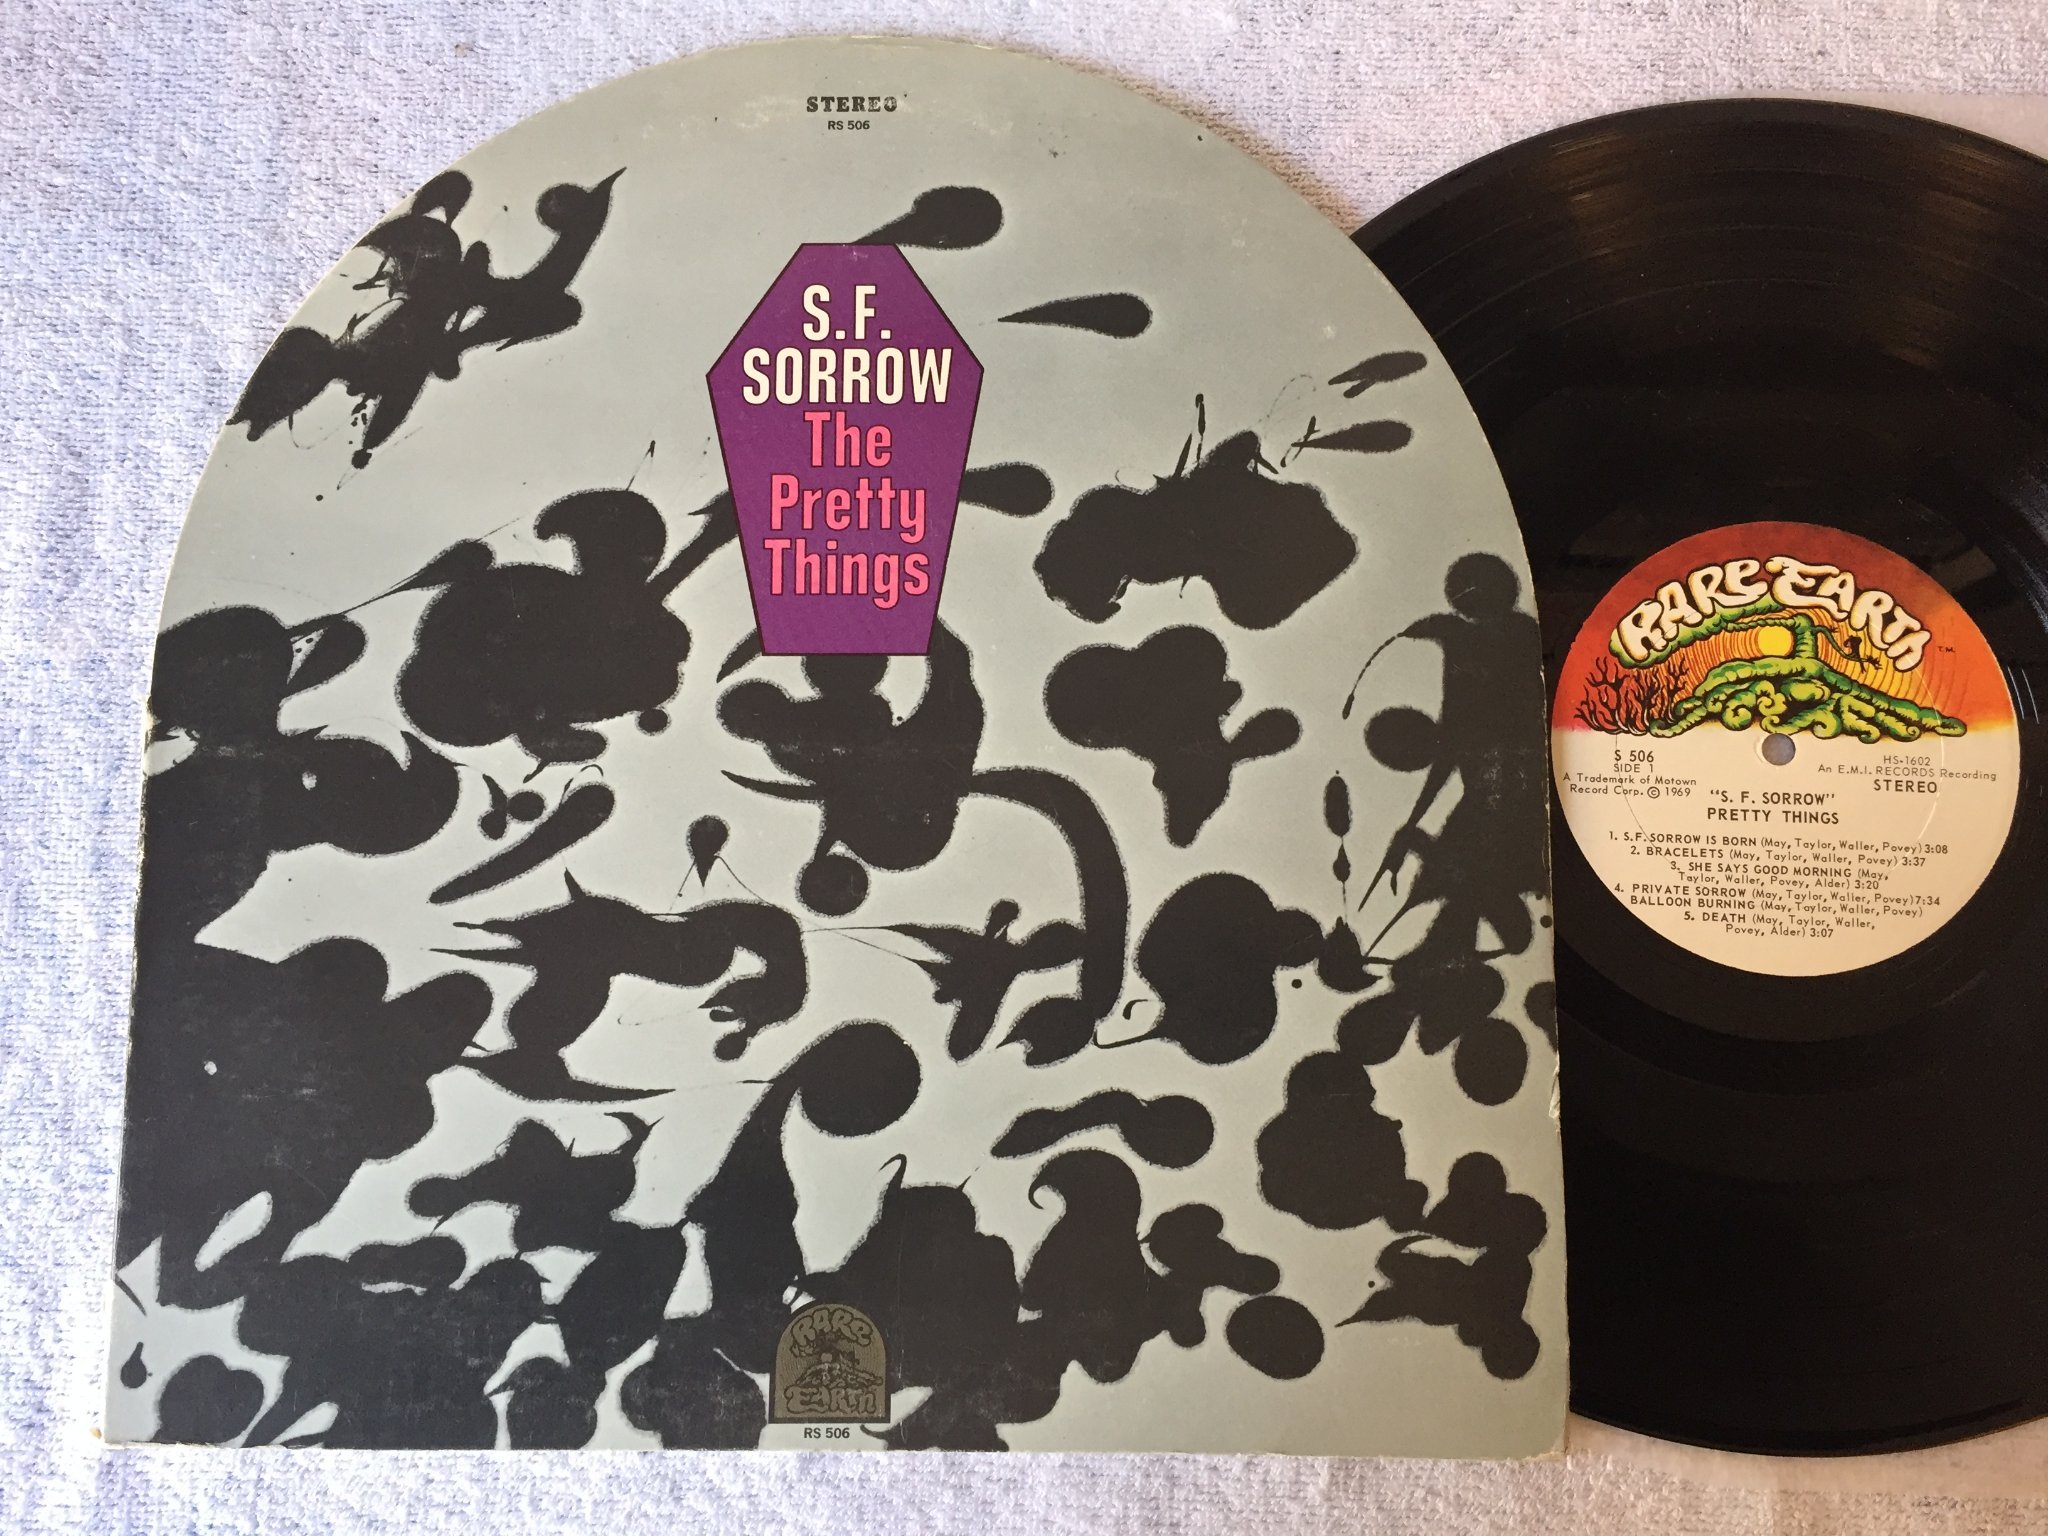 STEREO
RS 506
S.F.
SORROW
The
Pretty
Things
RARE
EARTH
RS 506
RARE EARTH
T.M.
S 506
SIDE 1
A Trademark of Motown
Record Corp. © 1969
HS-1602
An E.M.I. RECORDS Recording
STEREO
"S. F. SORROW"
PRETTY THINGS
1. S.F. SORROW IS BORN (May, Taylor, Waller, Povey) 3:08
2. BRACELETS (May, Taylor, Waller, Povey) 3:37
3. SHE SAYS GOOD MORNING (May,
Taylor, Waller, Povey, Alder) 3:20
4. PRIVATE SORROW (May, Taylor, Waller, Povey) 7:34
BALLOON BURNING (May, Taylor, Waller, Povey)
5. DEATH (May, Taylor, Waller,
Povey, Alder) 3:07